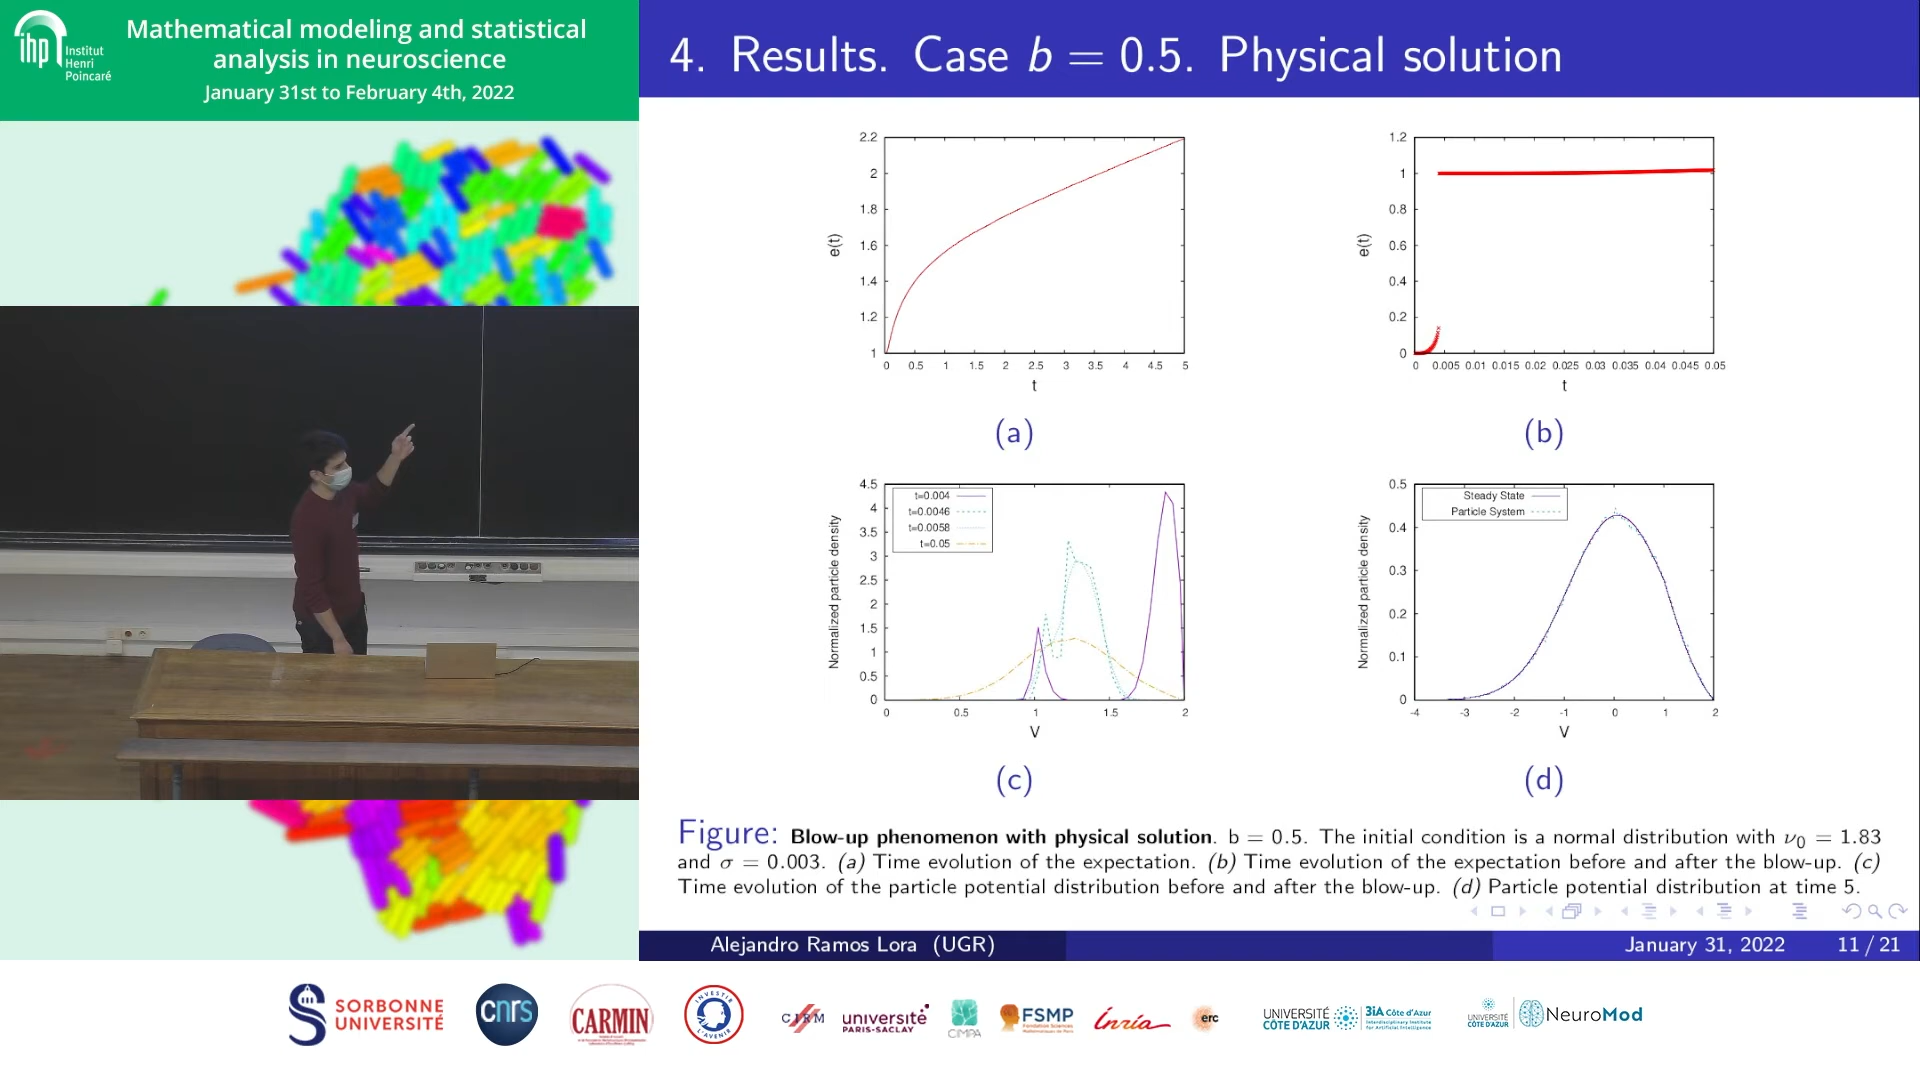 ihp
Institut
Henri
Poincaré
Mathematical modeling and statistical
analysis in neuroscience
January 31st to February 4th, 2022
4. Results. Case b = 0.5. Physical solution
2.2
2
1.8
1.6
1.4
1.2
1
e(t)
0 0.5 1 1.5 2 2.5 3 3.5 4 4.5 5
t
(a)
1.2
1
0.8
0.6
0.4
0.2
0
e(t)
0 0.005 0.01 0.015 0.02 0.025 0.03 0.035 0.04 0.045 0.05
t
(b)
4.5
4
3.5
3
2.5
2
1.5
1
0.5
0
Normalized particle density
t=0.004
t=0.0046
t=0.0058
t=0.05
0 0.5 1 1.5 2
V
(c)
0.5
0.4
0.3
0.2
0.1
0
Normalized particle density
Steady State
Particle System
-4 -3 -2 -1 0 1 2
V
(d)
Figure: Blow-up phenomenon with physical solution. b = 0.5. The initial condition is a normal distribution with ν₀ = 1.83
and σ = 0.003. (a) Time evolution of the expectation. (b) Time evolution of the expectation before and after the blow-up. (c)
Time evolution of the particle potential distribution before and after the blow-up. (d) Particle potential distribution at time 5.
Alejandro Ramos Lora (UGR)
January 31, 2022
11 / 21
SORBONNE
UNIVERSITÉ
cnrs
CARMIN
INVESTIR
L'AVENIR
CIRM
université
PARIS-SACLAY
CIMPA
FSMP
Fondation Sciences
Mathématiques de Paris
Inria
erc
UNIVERSITÉ
CÔTE D'AZUR
3iA Côte d'Azur
Interdisciplinary Institute
for Artificial Intelligence
UNIVERSITÉ
CÔTE D'AZUR
NeuroMod